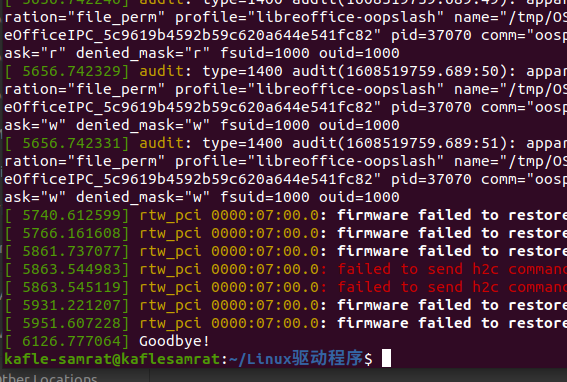 [ 5656.742246] audit: type=1400 audit(1608519759.689:49): appar
ration="file_perm" profile="libreoffice-oopslash" name="/tmp/OS
eOfficeIPC_5c9619b4592b59c620a644e541fc82" pid=37070 comm="oosp
ask="r" denied_mask="r" fsuid=1000 ouid=1000
[ 5656.742329] audit: type=1400 audit(1608519759.689:50): appar
ration="file_perm" profile="libreoffice-oopslash" name="/tmp/OS
eOfficeIPC_5c9619b4592b59c620a644e541fc82" pid=37070 comm="oosp
ask="w" denied_mask="w" fsuid=1000 ouid=1000
[ 5656.742331] audit: type=1400 audit(1608519759.689:51): appar
ration="file_perm" profile="libreoffice-oopslash" name="/tmp/OS
eOfficeIPC_5c9619b4592b59c620a644e541fc82" pid=37070 comm="oosp
ask="w" denied_mask="w" fsuid=1000 ouid=1000
[ 5740.612599] rtw_pci 0000:07:00.0: firmware failed to restore
[ 5766.161608] rtw_pci 0000:07:00.0: firmware failed to restore
[ 5861.737077] rtw_pci 0000:07:00.0: firmware failed to restore
[ 5863.544983] rtw_pci 0000:07:00.0: failed to send h2c command
[ 5863.545119] rtw_pci 0000:07:00.0: failed to send h2c command
[ 5931.221207] rtw_pci 0000:07:00.0: firmware failed to restore
[ 5951.607228] rtw_pci 0000:07:00.0: firmware failed to restore
[ 6126.777064] Goodbye!
kafle-samrat@kaflesamrat:~/Linux驱动程序$
Other Locations